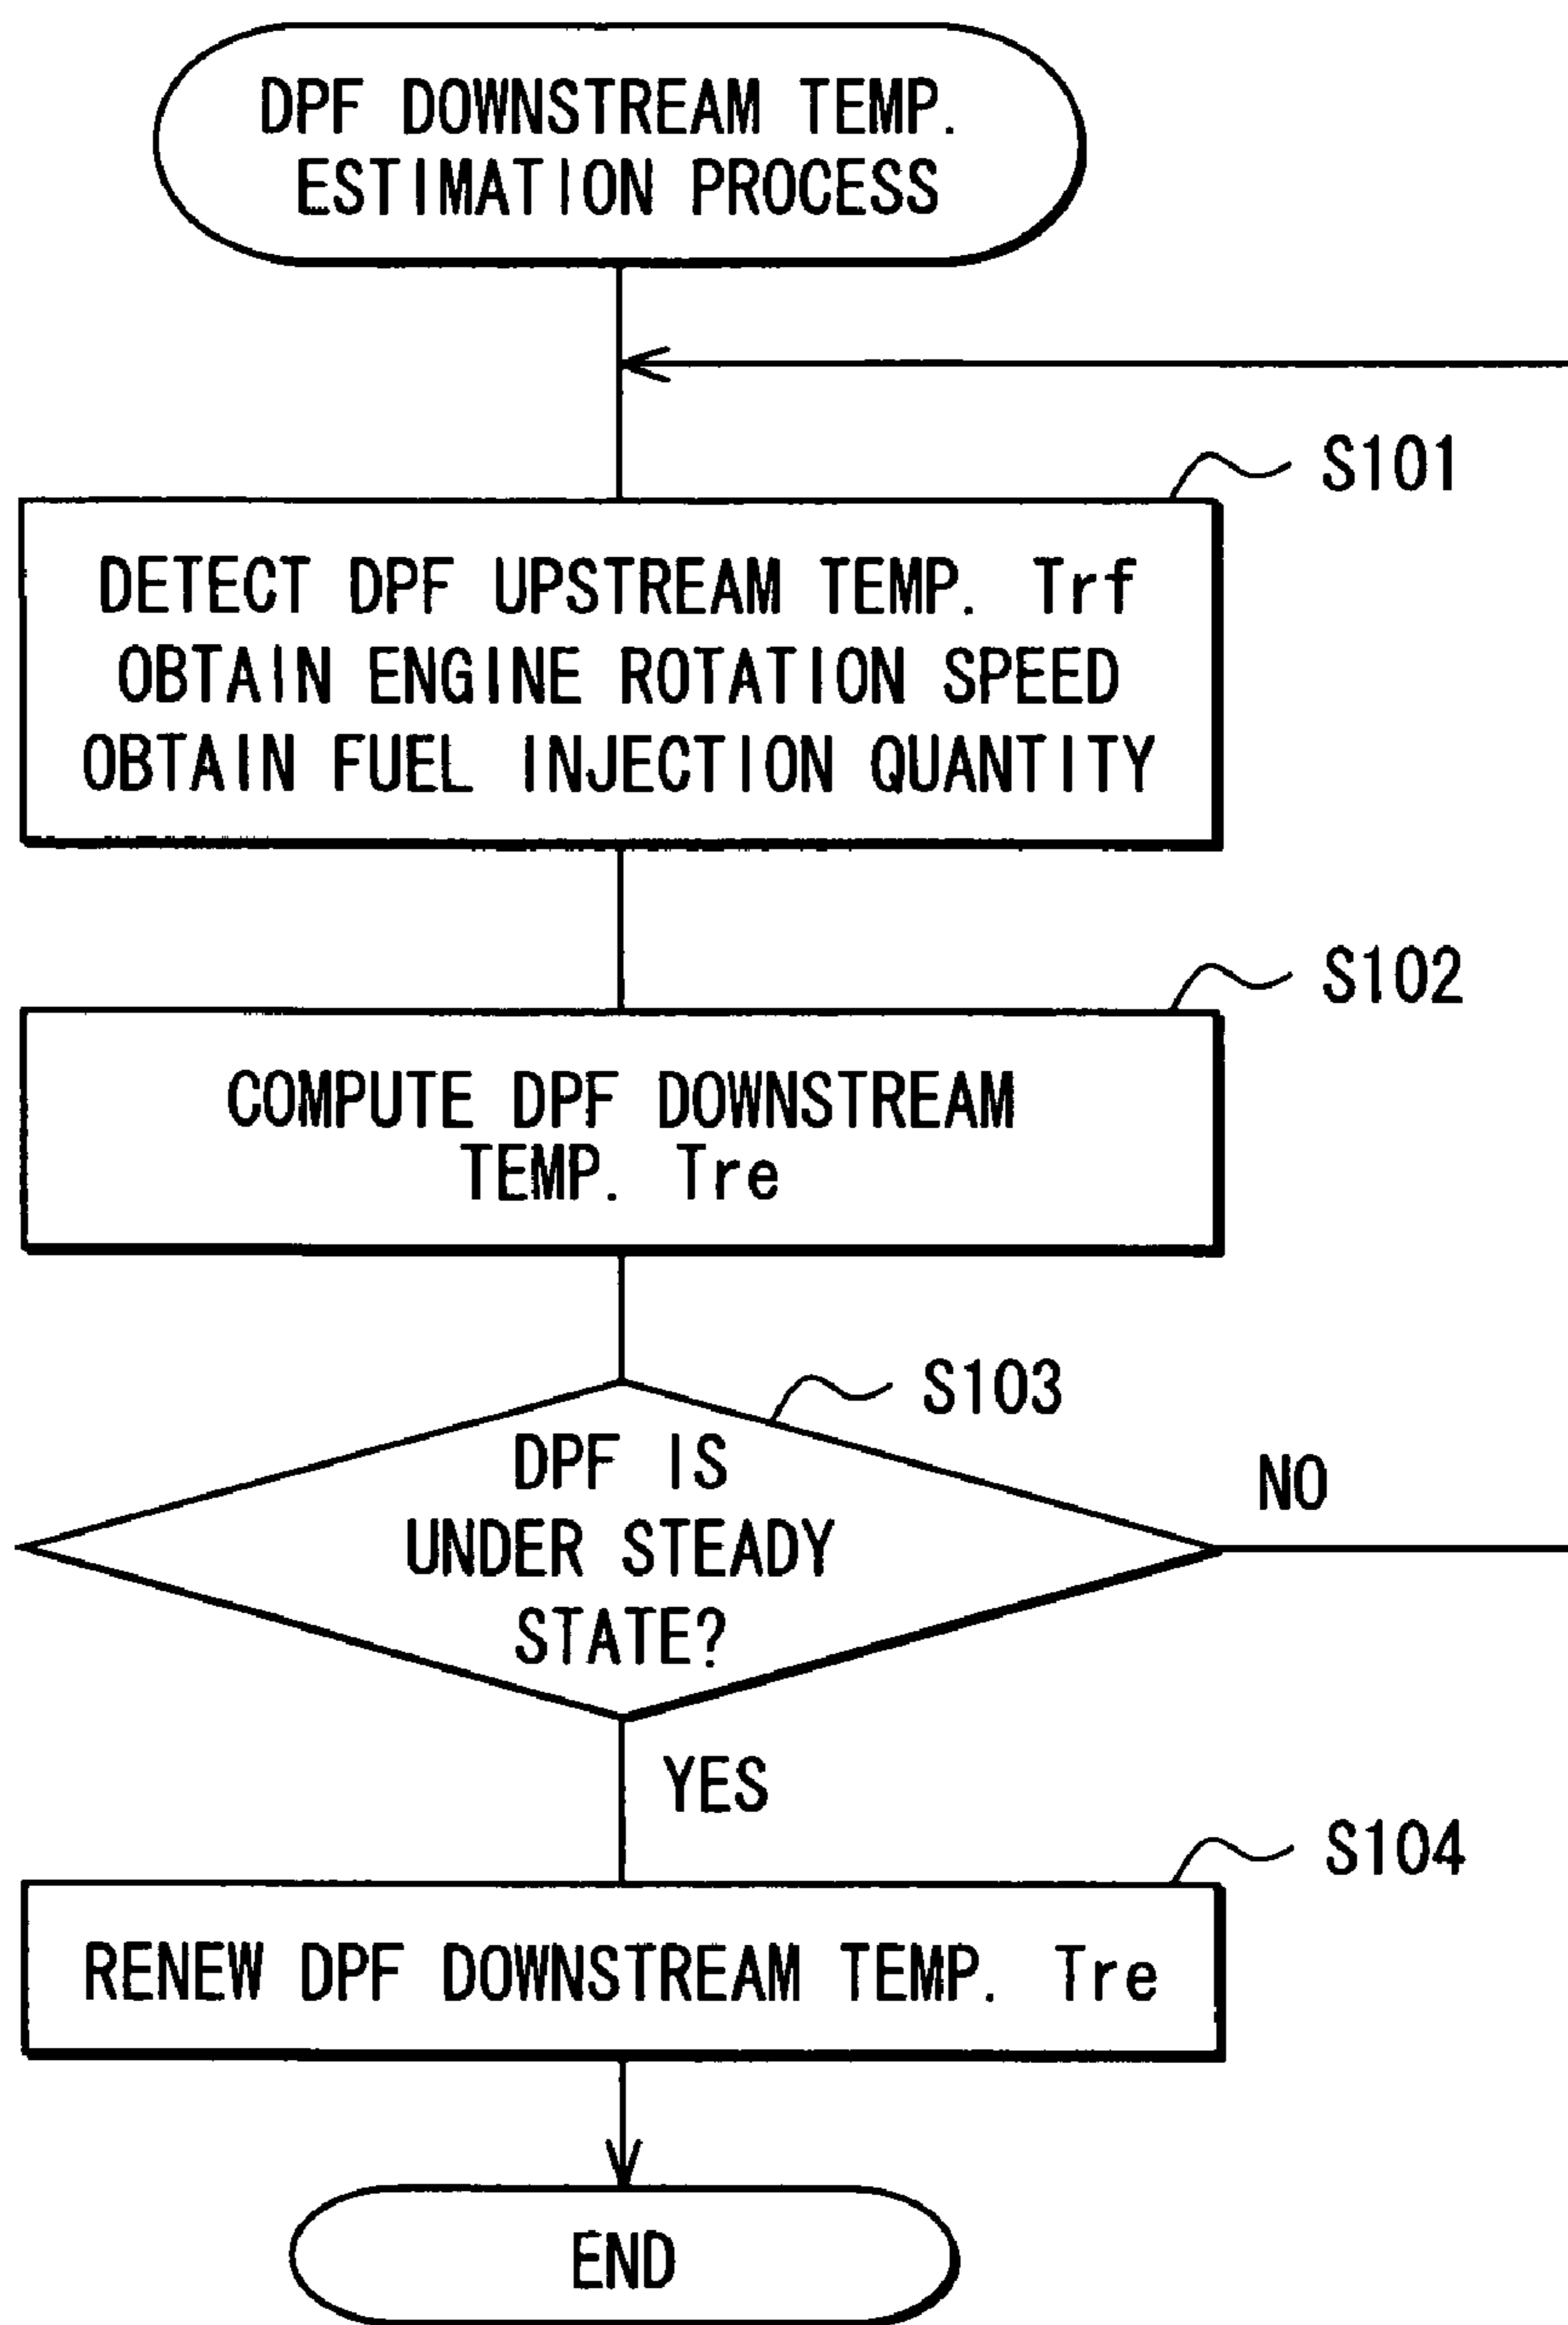 DPF DOWNSTREAM TEMP.
ESTIMATION PROCESS
S101
DETECT DPF UPSTREAM TEMP. Trf
OBTAIN ENGINE ROTATION SPEED
OBTAIN FUEL INJECTION QUANTITY
S102
COMPUTE DPF DOWNSTREAM
TEMP. Tre
S103
DPF IS
UNDER STEADY
STATE?
NO
YES
S104
RENEW DPF DOWNSTREAM TEMP. Tre
END